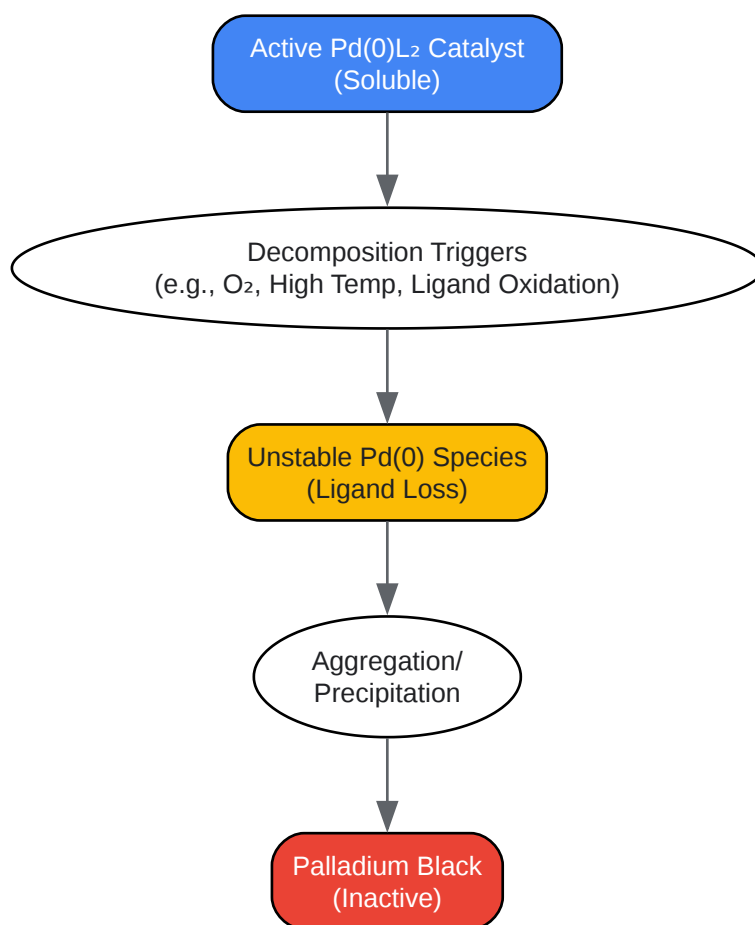 Active Pd(0)L₂ Catalyst
(Soluble)
Decomposition Triggers
(e.g., O₂, High Temp, Ligand Oxidation)
Unstable Pd(0) Species
(Ligand Loss)
Aggregation/
Precipitation
Palladium Black
(Inactive)